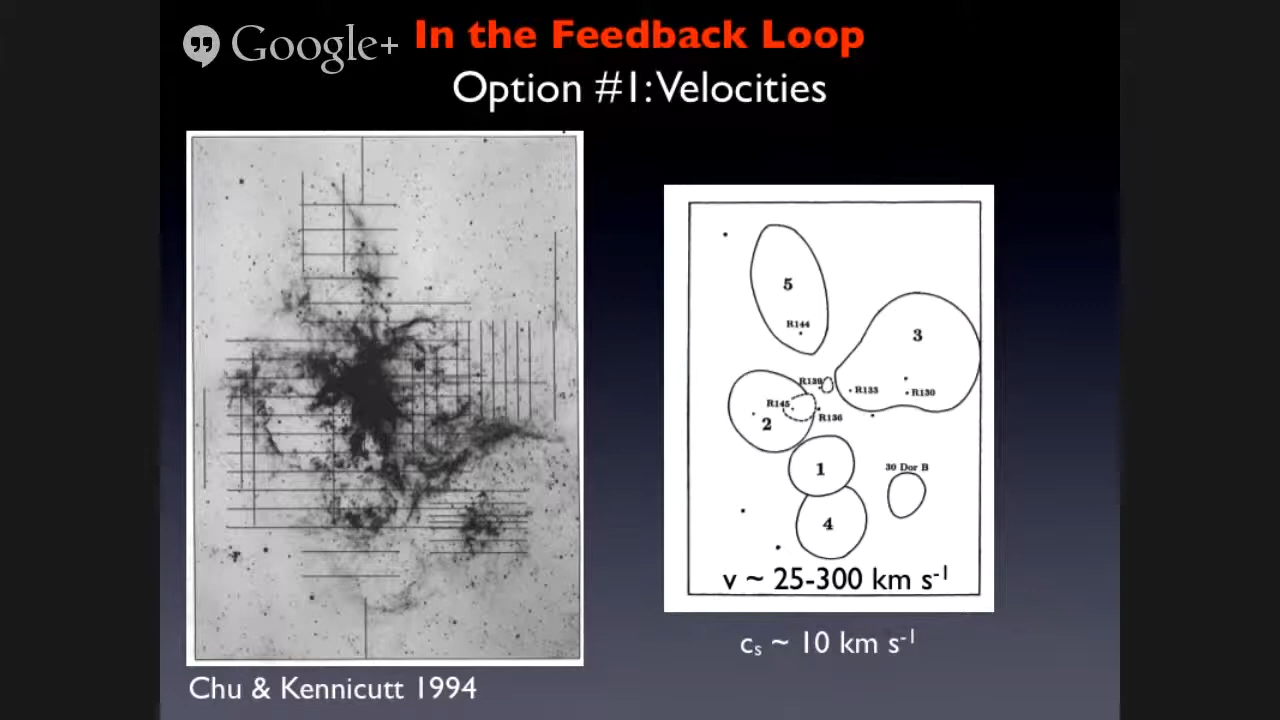 Google+
In the Feedback Loop
Option #1: Velocities
5
R144
3
R139
R133
R130
R145
2
R136
1
30 Dor B
4
v ~ 25-300 km s⁻¹
cₛ ~ 10 km s⁻¹
Chu & Kennicutt 1994